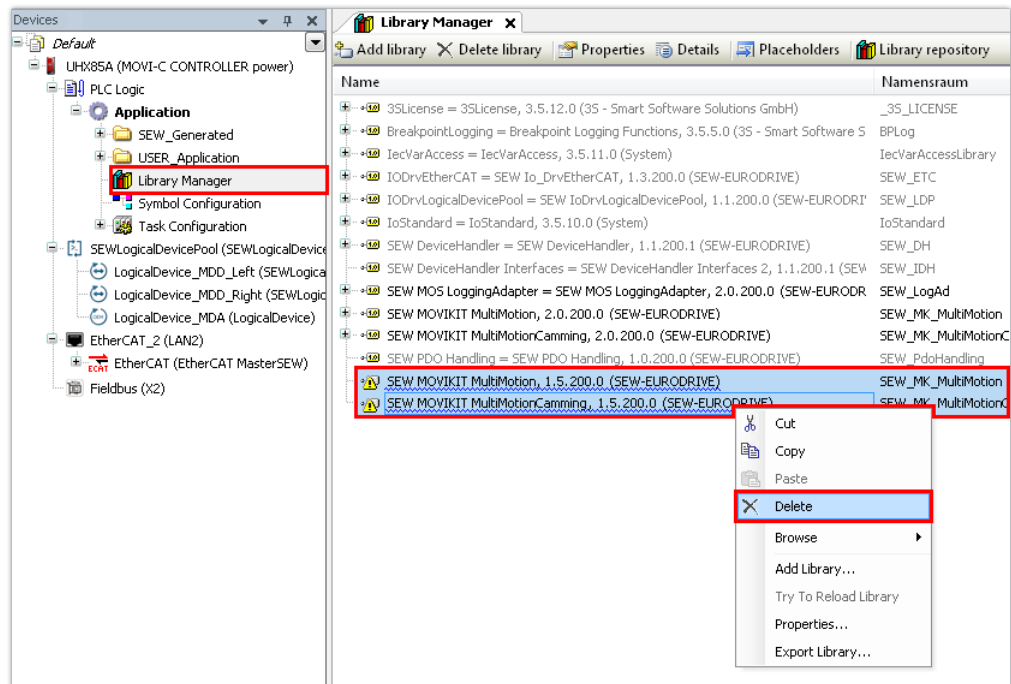 Devices
Default
UHX85A (MOVI-C CONTROLLER power)
PLC Logic
Application
SEW_Generated
USER_Application
Library Manager
Symbol Configuration
Task Configuration
SEWLogicalDevicePool (SEWLogicalDevice
LogicalDevice_MDD_Left (SEWLogica
LogicalDevice_MDD_Right (SEWLogic
LogicalDevice_MDA (LogicalDevice)
EtherCAT_2 (LAN2)
EtherCAT (EtherCAT MasterSEW)
Fieldbus (X2)
Library Manager
Add library Delete library Properties Details Placeholders Library repository
Name Namensraum
3SLicense = 3SLicense, 3.5.12.0 (3S - Smart Software Solutions GmbH) _3S_LICENSE
BreakpointLogging = Breakpoint Logging Functions, 3.5.5.0 (3S - Smart Software S BPLog
IecVarAccess = IecVarAccess, 3.5.11.0 (System) IecVarAccessLibrary
IODrvEtherCAT = SEW Io_DrvEtherCAT, 1.3.200.0 (SEW-EURODRIVE) SEW_ETC
IODrvLogicalDevicePool = SEW IoDrvLogicalDevicePool, 1.1.200.0 (SEW-EURODRI SEW_LDP
IoStandard = IoStandard, 3.5.10.0 (System) IoStandard
SEW DeviceHandler = SEW DeviceHandler, 1.1.200.1 (SEW-EURODRIVE) SEW_DH
SEW DeviceHandler Interfaces = SEW DeviceHandler Interfaces 2, 1.1.200.1 (SEW SEW_IDH
SEW MOS LoggingAdapter = SEW MOS LoggingAdapter, 2.0.200.0 (SEW-EURODR SEW_LogAd
SEW MOVIKIT MultiMotion, 2.0.200.0 (SEW-EURODRIVE) SEW_MK_MultiMotion
SEW MOVIKIT MultiMotionCamming, 2.0.200.0 (SEW-EURODRIVE) SEW_MK_MultiMotionC
SEW PDO Handling = SEW PDO Handling, 1.0.200.0 (SEW-EURODRIVE) SEW_PdoHandling
SEW MOVIKIT MultiMotion, 1.5.200.0 (SEW-EURODRIVE) SEW_MK_MultiMotion
SEW MOVIKIT MultiMotionCamming, 1.5.200.0 (SEW-EURODRIVE) SEW_MK_MultiMotionC
Cut
Copy
Paste
Delete
Browse
Add Library...
Try To Reload Library
Properties...
Export Library...